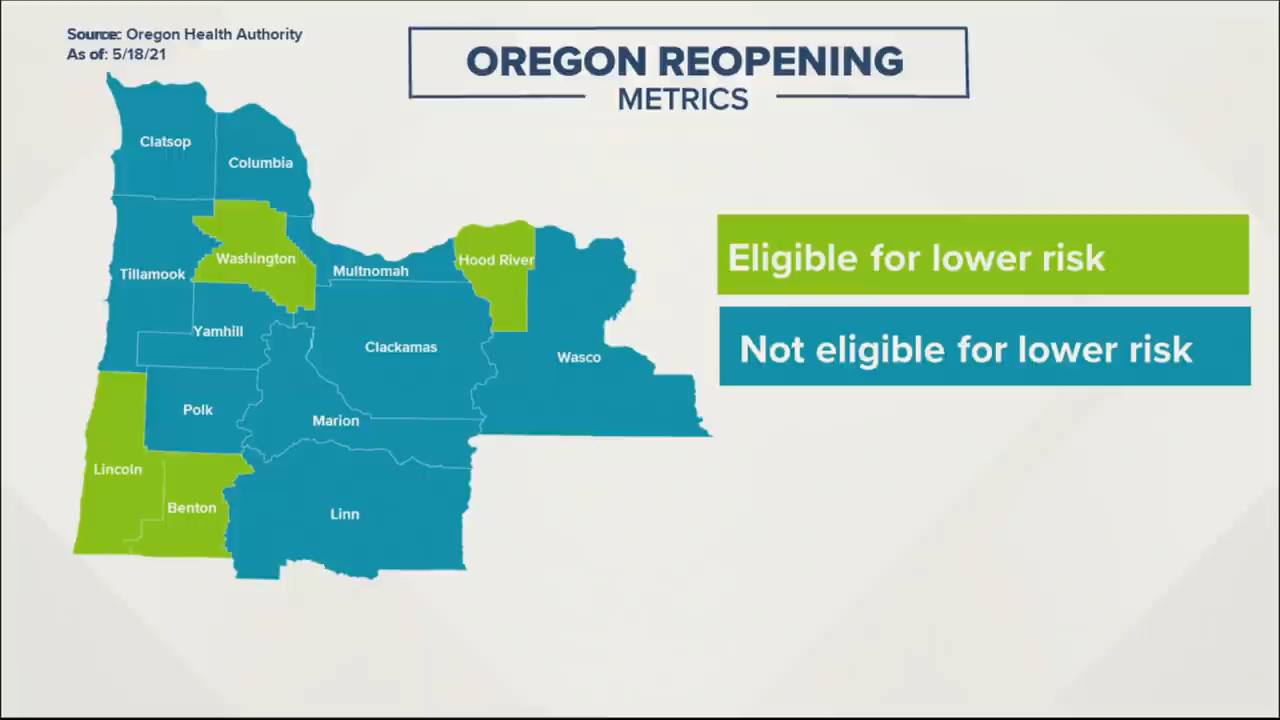 Source: Oregon Health Authority
As of: 5/18/21
OREGON REOPENING
METRICS
Clatsop
Columbia
Washington
Tillamook
Multnomah
Hood River
Yamhill
Clackamas
Wasco
Polk
Marion
Lincoln
Benton
Linn
Eligible for lower risk
Not eligible for lower risk